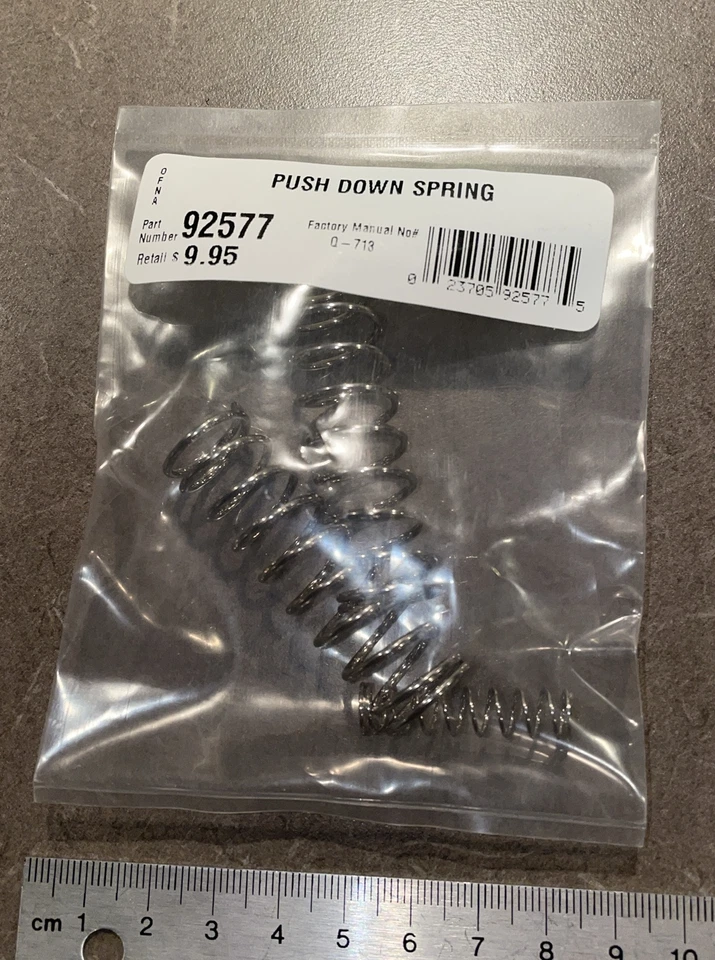 OFNA
PUSH DOWN SPRING
Part Number 92577
Factory Manual No#
Q-713
Retail $ 9.95
0 23705 92577 5
cm 1 2 3 4 5 6 7 8 9 10